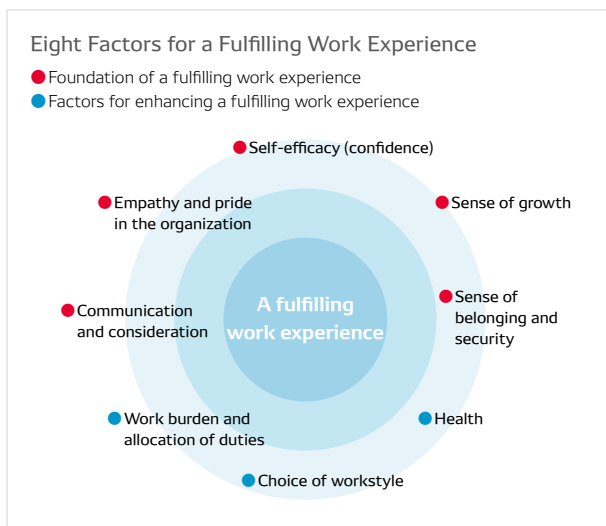 Eight Factors for a Fulfilling Work Experience
Foundation of a fulfilling work experience
Factors for enhancing a fulfilling work experience
Self-efficacy (confidence)
Empathy and pride
in the organization
Sense of growth
Communication
and consideration
A fulfilling
work experience
Sense of
belonging and
security
Work burden and
allocation of duties
Health
Choice of workstyle